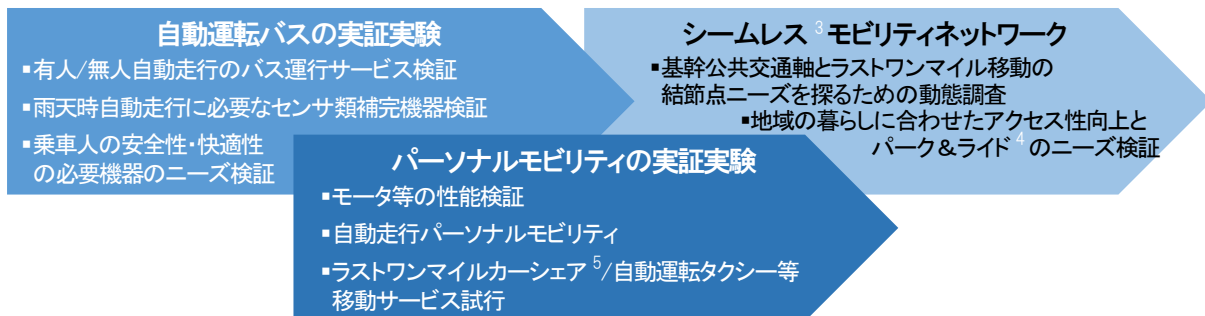 自動運転バスの実証実験
▪有人/無人自動走行のバス運行サービス検証
▪雨天時自動走行に必要なセンサ類補完機器検証
▪乗車人の安全性・快適性
の必要機器のニーズ検証
シームレス³モビリティネットワーク
▪基幹公共交通軸とラストワンマイル移動の
結節点ニーズを探るための動態調査
▪地域の暮らしに合わせたアクセス性向上と
パーク&ライド⁴のニーズ検証
パーソナルモビリティの実証実験
▪モータ等の性能検証
▪自動走行パーソナルモビリティ
▪ラストワンマイルカーシェア⁵/自動運転タクシー等
移動サービス試行